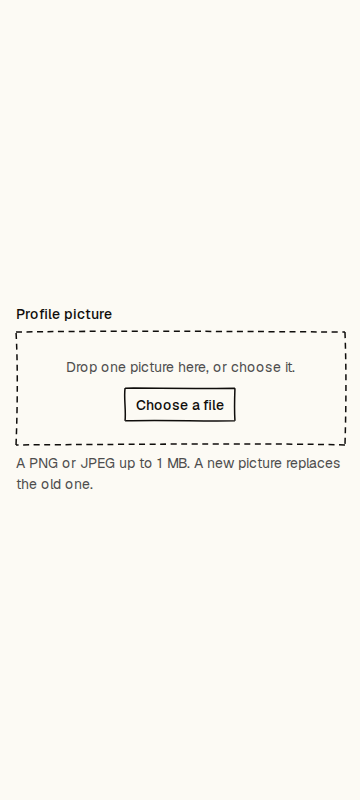 Profile picture
Drop one picture here, or choose it.
Choose a file
A PNG or JPEG up to 1 MB. A new picture replaces
the old one.